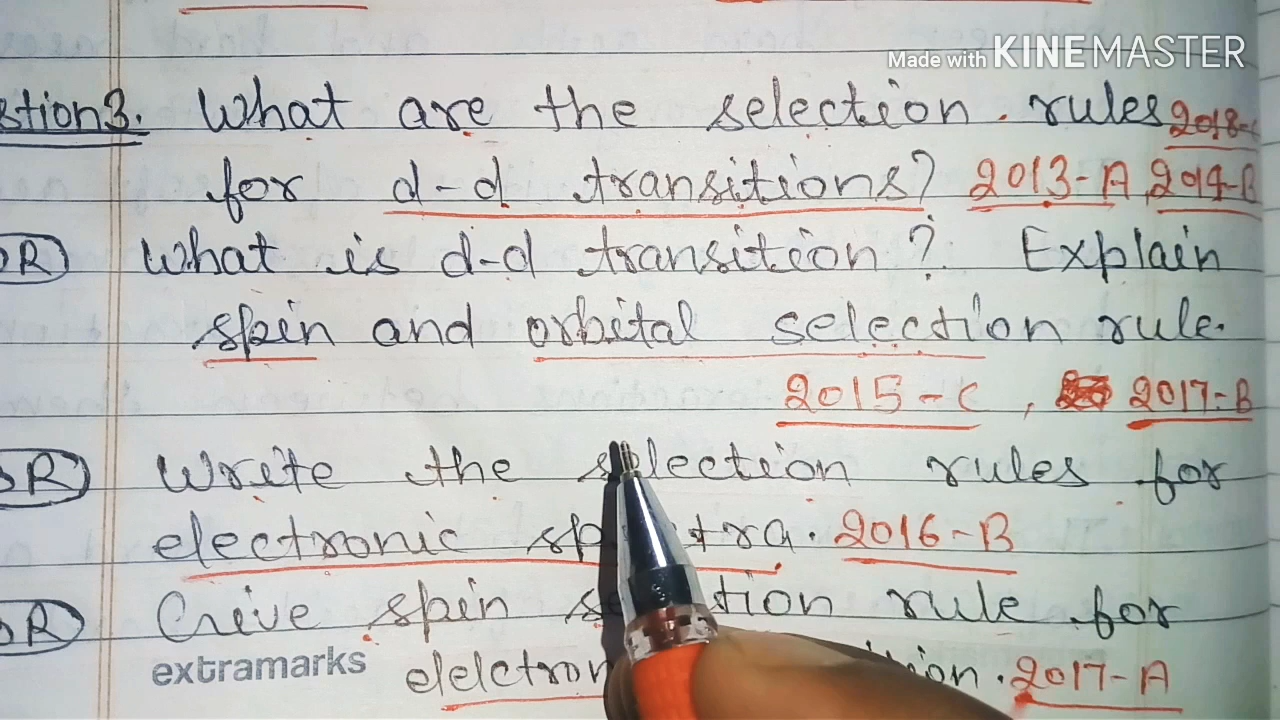 Made with KINEMASTER
stion3. What are the selection rules 2018-C
for d-d transitions? 2013-A, 2014-B
OR What is d-d transition? Explain
spin and orbital selection rule.
2015-C, 2017-B
OR Write the selection rules for
electronic spectra. 2016-B
OR Give spin selection rule for
extramarks
elelctron ition. 2017-A